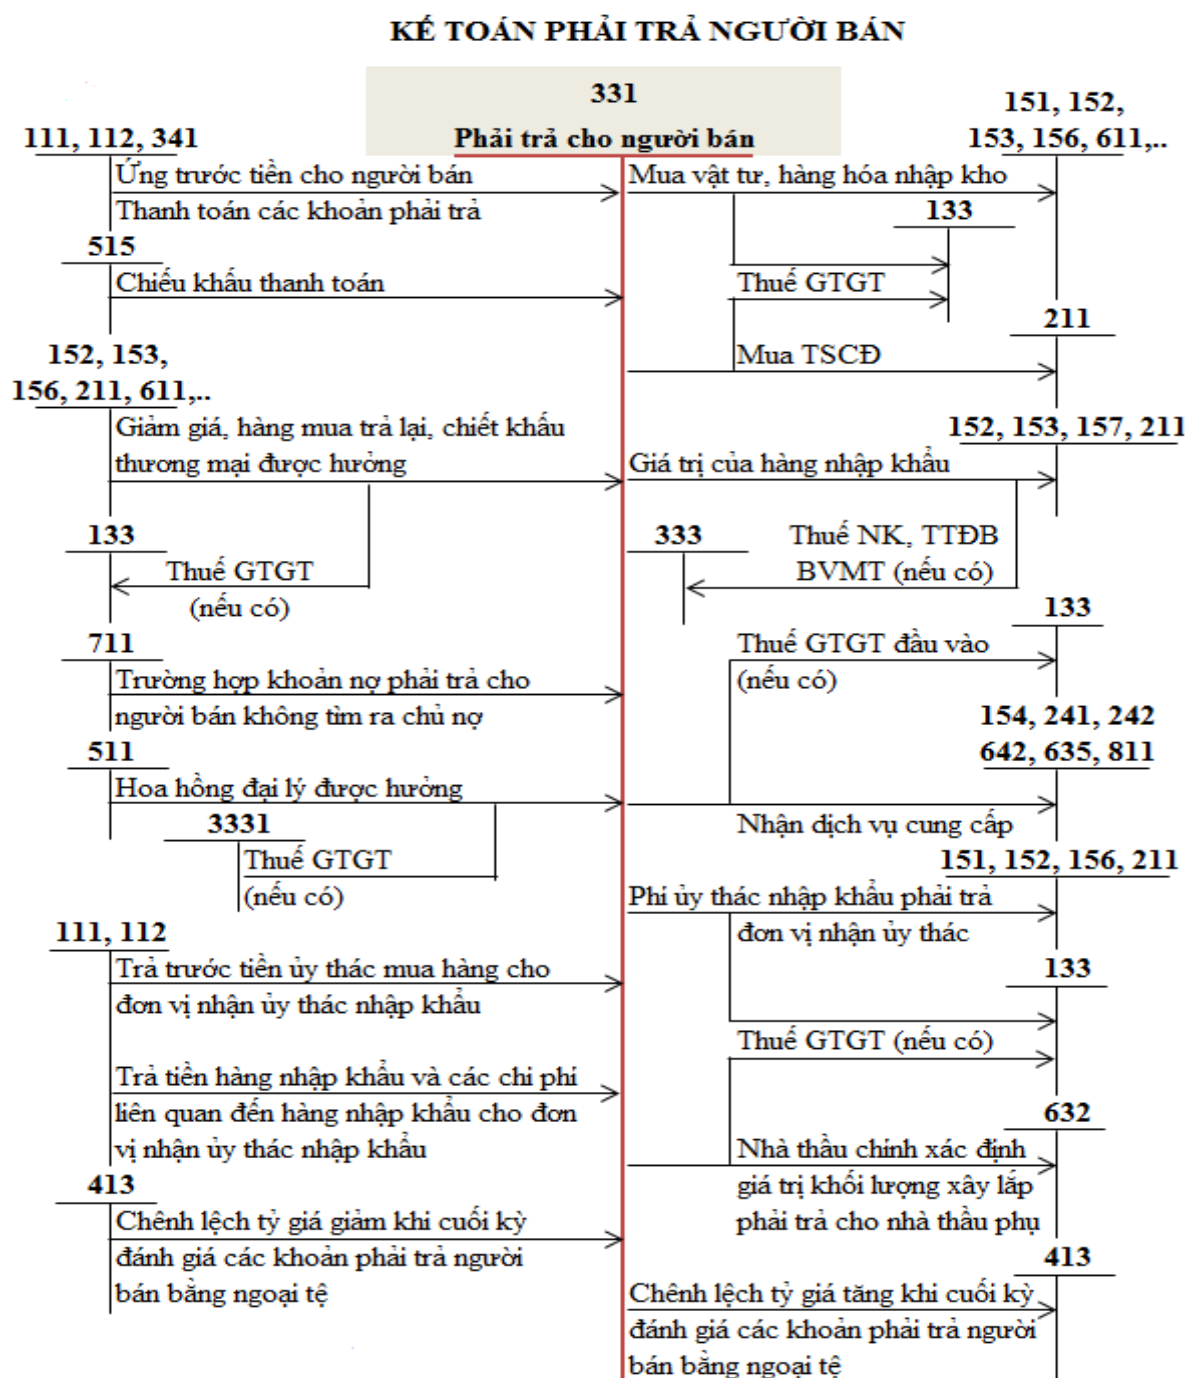 KẾ TOÁN PHẢI TRẢ NGƯỜI BÁN
331
Phải trả cho người bán
111, 112, 341
Ứng trước tiền cho người bán
Thanh toán các khoản phải trả
515
Chiếu khấu thanh toán
152, 153,
156, 211, 611,..
Giảm giá, hàng mua trả lại, chiết khấu
thương mại được hưởng
133
Thuế GTGT
(nếu có)
711
Trường hợp khoản nợ phải trả cho
người bán không tìm ra chủ nợ
511
Hoa hồng đại lý được hưởng
3331
Thuế GTGT
(nếu có)
111, 112
Trả trước tiền ủy thác mua hàng cho
đơn vị nhận ủy thác nhập khẩu
Trả tiền hàng nhập khẩu và các chi phí
liên quan đến hàng nhập khẩu cho đơn
vị nhận ủy thác nhập khẩu
413
Chênh lệch tỷ giá giảm khi cuối kỳ
đánh giá các khoản phải trả người
bán bằng ngoại tệ
151, 152,
153, 156, 611,..
Mua vật tư, hàng hóa nhập kho
133
Thuế GTGT
211
Mua TSCĐ
152, 153, 157, 211
Giá trị của hàng nhập khẩu
333
Thuế NK, TTĐB
BVMT (nếu có)
133
Thuế GTGT đầu vào
(nếu có)
154, 241, 242
642, 635, 811
Nhận dịch vụ cung cấp
151, 152, 156, 211
Phí ủy thác nhập khẩu phải trả
đơn vị nhận ủy thác
133
Thuế GTGT (nếu có)
632
Nhà thầu chính xác định
giá trị khối lượng xây lắp
phải trả cho nhà thầu phụ
413
Chênh lệch tỷ giá tăng khi cuối kỳ
đánh giá các khoản phải trả người
bán bằng ngoại tệ